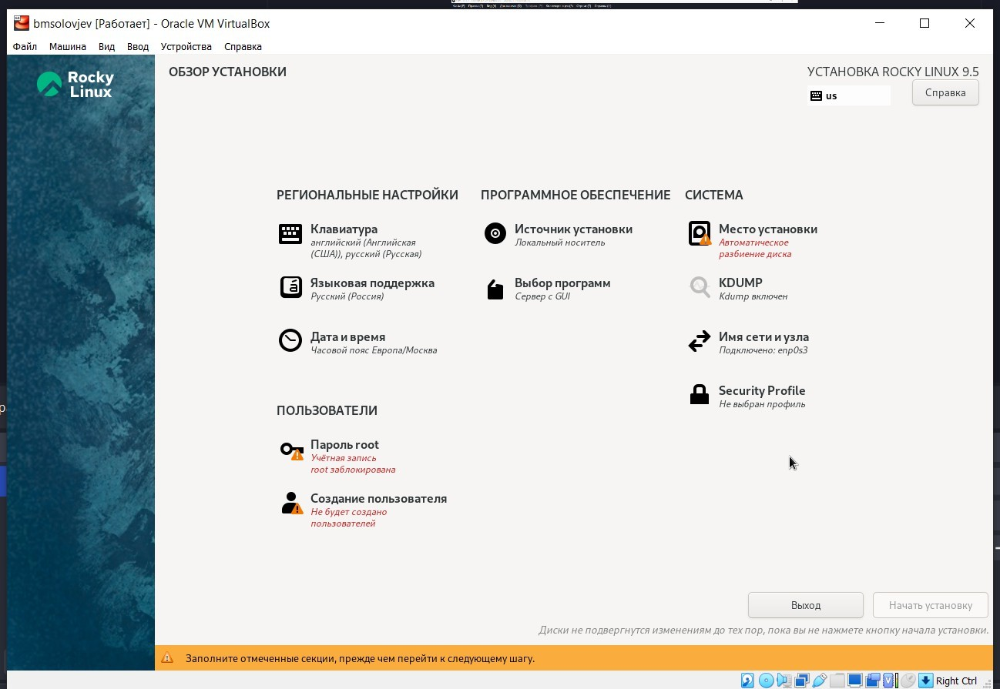 bmsolovjev [Работает] - Oracle VM VirtualBox
Файл Машина Вид Ввод Устройства Справка
Rocky
Linux
ОБЗОР УСТАНОВКИ
УСТАНОВКА ROCKY LINUX 9.5
us
Справка
РЕГИОНАЛЬНЫЕ НАСТРОЙКИ
Клавиатура
английский (Английская
(США)), русский (Русская)
Языковая поддержка
Русский (Россия)
Дата и время
Часовой пояс Европа/Москва
ПРОГРАММНОЕ ОБЕСПЕЧЕНИЕ
Источник установки
Локальный носитель
Выбор программ
Сервер с GUI
СИСТЕМА
Место установки
Автоматическое
разбиение диска
KDUMP
Kdump включен
Имя сети и узла
Подключено: enp0s3
Security Profile
Не выбран профиль
ПОЛЬЗОВАТЕЛИ
Пароль root
Учётная запись
root заблокирована
Создание пользователя
Не будет создано
пользователей
Выход
Начать установку
Диски не подвергнутся изменениям до тех пор, пока вы не нажмете кнопку начала установки.
Заполните отмеченные секции, прежде чем перейти к следующему шагу.
Right Ctrl